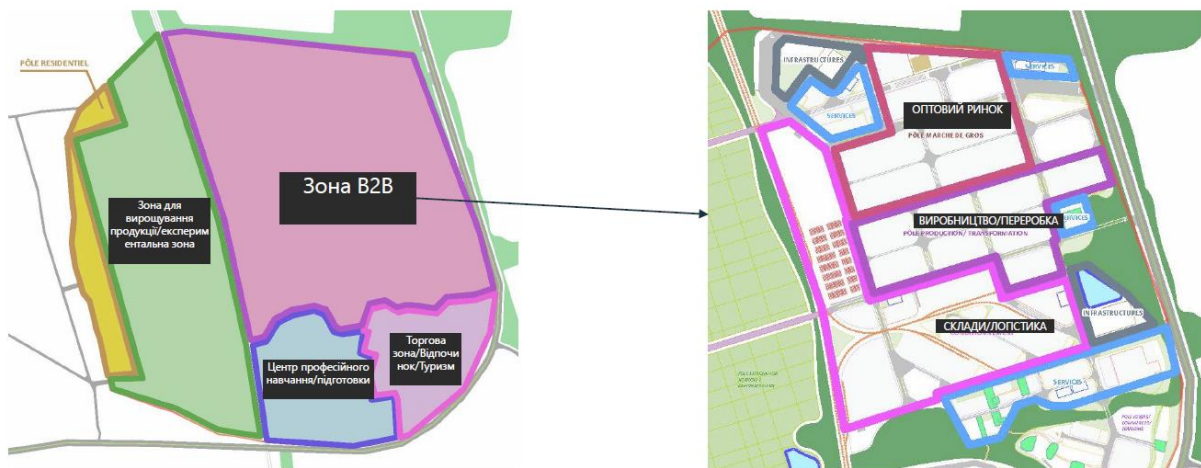 PÔLE RESIDENTIEL
Зона для
вирощування
продукції/експерим
ентальна зона
Зона B2B
Центр професійного
навчання/підготовки
Торгова
зона/Відпочи
нок/Туризм
INFRASTRUCTURES
SERVICES
SERVICES
ОПТОВИЙ РИНОК
PÔLE MARCHE DE GROS
ВИРОБНИЦТВО/ПЕРЕРОБКА
PÔLE PRODUCTION/ TRANSFORMATION
SERVICES
СКЛАДИ/ЛОГІСТИКА
INFRASTRUCTURES
SERVICES